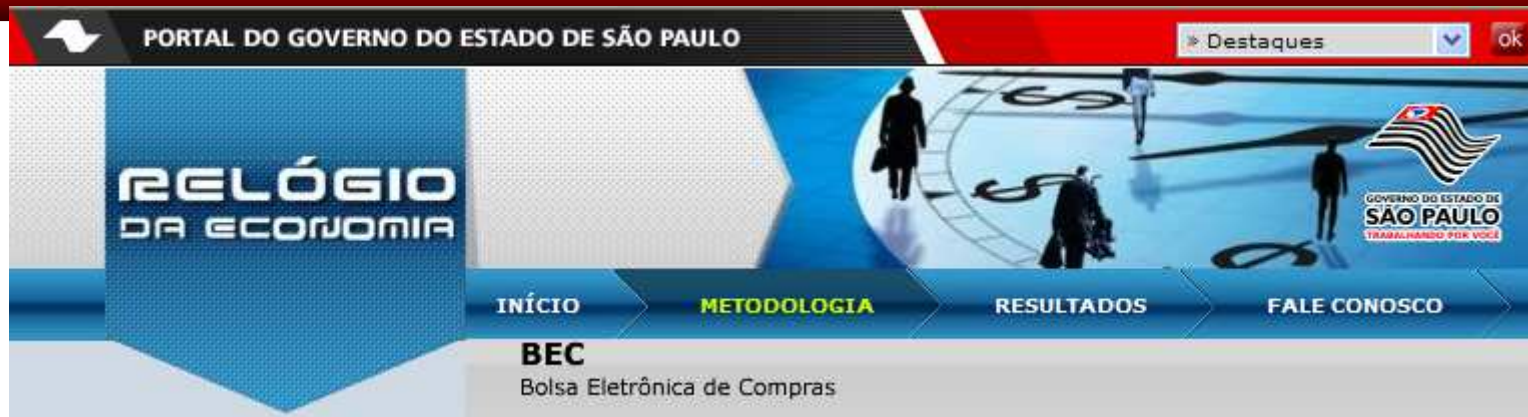 PORTAL DO GOVERNO DO ESTADO DE SÃO PAULO
» Destaques
ok
RELÓGIO
DA ECONOMIA
GOVERNO DO ESTADO DE
SÃO PAULO
TRABALHANDO POR VOCÊ
INÍCIO
METODOLOGIA
RESULTADOS
FALE CONOSCO
BEC
Bolsa Eletrônica de Compras